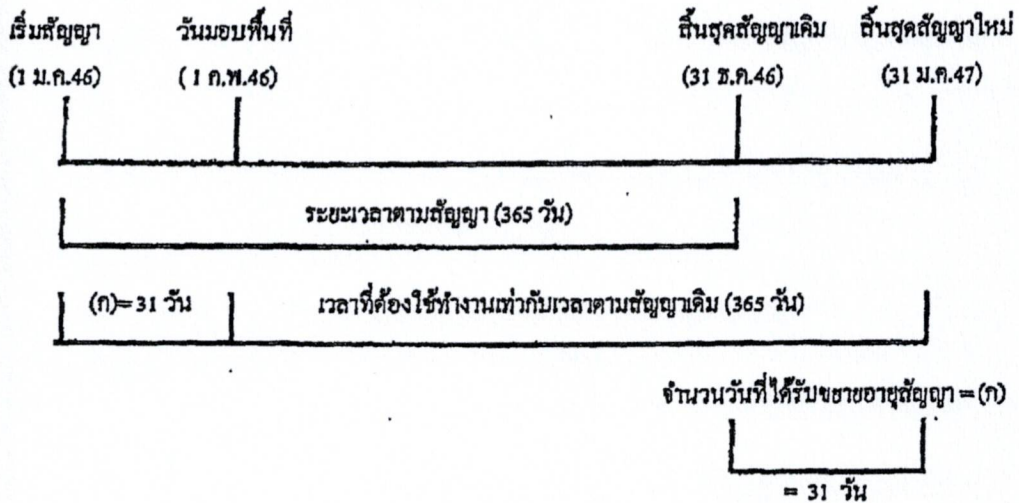 เริ่มสัญญา วันมอบพื้นที่ สิ้นสุดสัญญาเดิม สิ้นสุดสัญญาใหม่
(1 ม.ค.46) (1 ก.พ.46) (31 ธ.ค.46) (31 ม.ค.47)
ระยะเวลาตามสัญญา (365 วัน)
(ก)= 31 วัน เวลาที่ต้องใช้ทำงานเท่ากับเวลาตามสัญญาเดิม (365 วัน)
จำนวนวันที่ได้รับขยายอายุสัญญา = (ก)
= 31 วัน